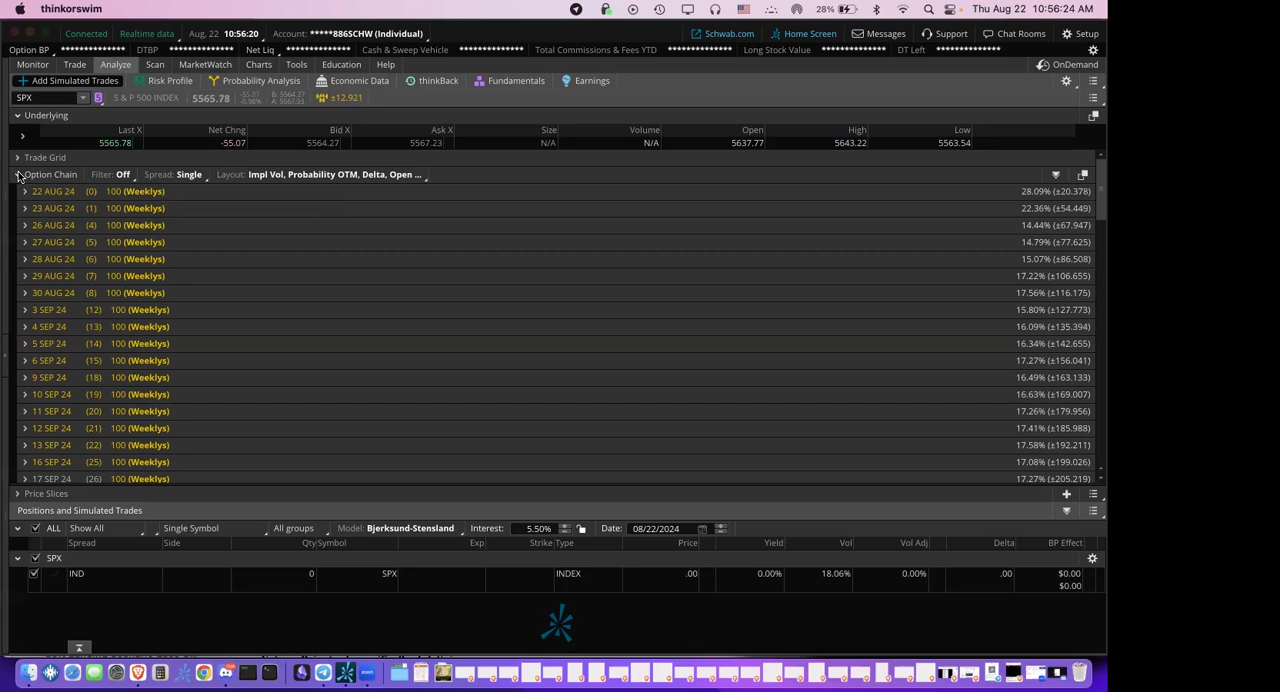 thinkorswim 28% Thu Aug 22 10:56:24 AM
Connected Realtime data Aug, 22 10:56:20 Account: *****886SCHW (Individual) Schwab.com Home Screen Messages Support Chat Rooms Setup
Option BP ************** DTBP ************** Net Liq ************** Cash & Sweep Vehicle ************** Total Commissions & Fees YTD ************** Long Stock Value ************** DT Left **************
Monitor Trade Analyze Scan MarketWatch Charts Tools Education Help OnDemand
Add Simulated Trades Risk Profile Probability Analysis Economic Data thinkBack Fundamentals Earnings
SPX S S & P 500 INDEX 5565.78 -55.07 -0.98% B: 5564.27 A: 5567.23 ±12.921
Underlying
Last X Net Chng Bid X Ask X Size Volume Open High Low
5565.78 -55.07 5564.27 5567.23 N/A N/A 5637.77 5643.22 5563.54
Trade Grid
Option Chain Filter: Off Spread: Single Layout: Impl Vol, Probability OTM, Delta, Open ...
22 AUG 24 (0) 100 (Weeklys) 28.09% (±20.378)
23 AUG 24 (1) 100 (Weeklys) 22.36% (±54.449)
26 AUG 24 (4) 100 (Weeklys) 14.44% (±67.947)
27 AUG 24 (5) 100 (Weeklys) 14.79% (±77.625)
28 AUG 24 (6) 100 (Weeklys) 15.07% (±86.508)
29 AUG 24 (7) 100 (Weeklys) 17.22% (±106.655)
30 AUG 24 (8) 100 (Weeklys) 17.56% (±116.175)
3 SEP 24 (12) 100 (Weeklys) 15.80% (±127.773)
4 SEP 24 (13) 100 (Weeklys) 16.09% (±135.394)
5 SEP 24 (14) 100 (Weeklys) 16.34% (±142.655)
6 SEP 24 (15) 100 (Weeklys) 17.27% (±156.041)
9 SEP 24 (18) 100 (Weeklys) 16.49% (±163.133)
10 SEP 24 (19) 100 (Weeklys) 16.63% (±169.007)
11 SEP 24 (20) 100 (Weeklys) 17.26% (±179.956)
12 SEP 24 (21) 100 (Weeklys) 17.41% (±185.988)
13 SEP 24 (22) 100 (Weeklys) 17.58% (±192.211)
16 SEP 24 (25) 100 (Weeklys) 17.08% (±199.026)
17 SEP 24 (26) 100 (Weeklys) 17.27% (±205.219)
Price Slices
Positions and Simulated Trades
ALL Show All Single Symbol All groups Model: Bjerksund-Stensland Interest: 5.50% Date: 08/22/2024
Spread Side Qty Symbol Exp Strike Type Price Yield Vol Vol Adj Delta BP Effect
SPX
IND 0 SPX INDEX .00 0.00% 18.06% 0.00% .00 $0.00
$0.00